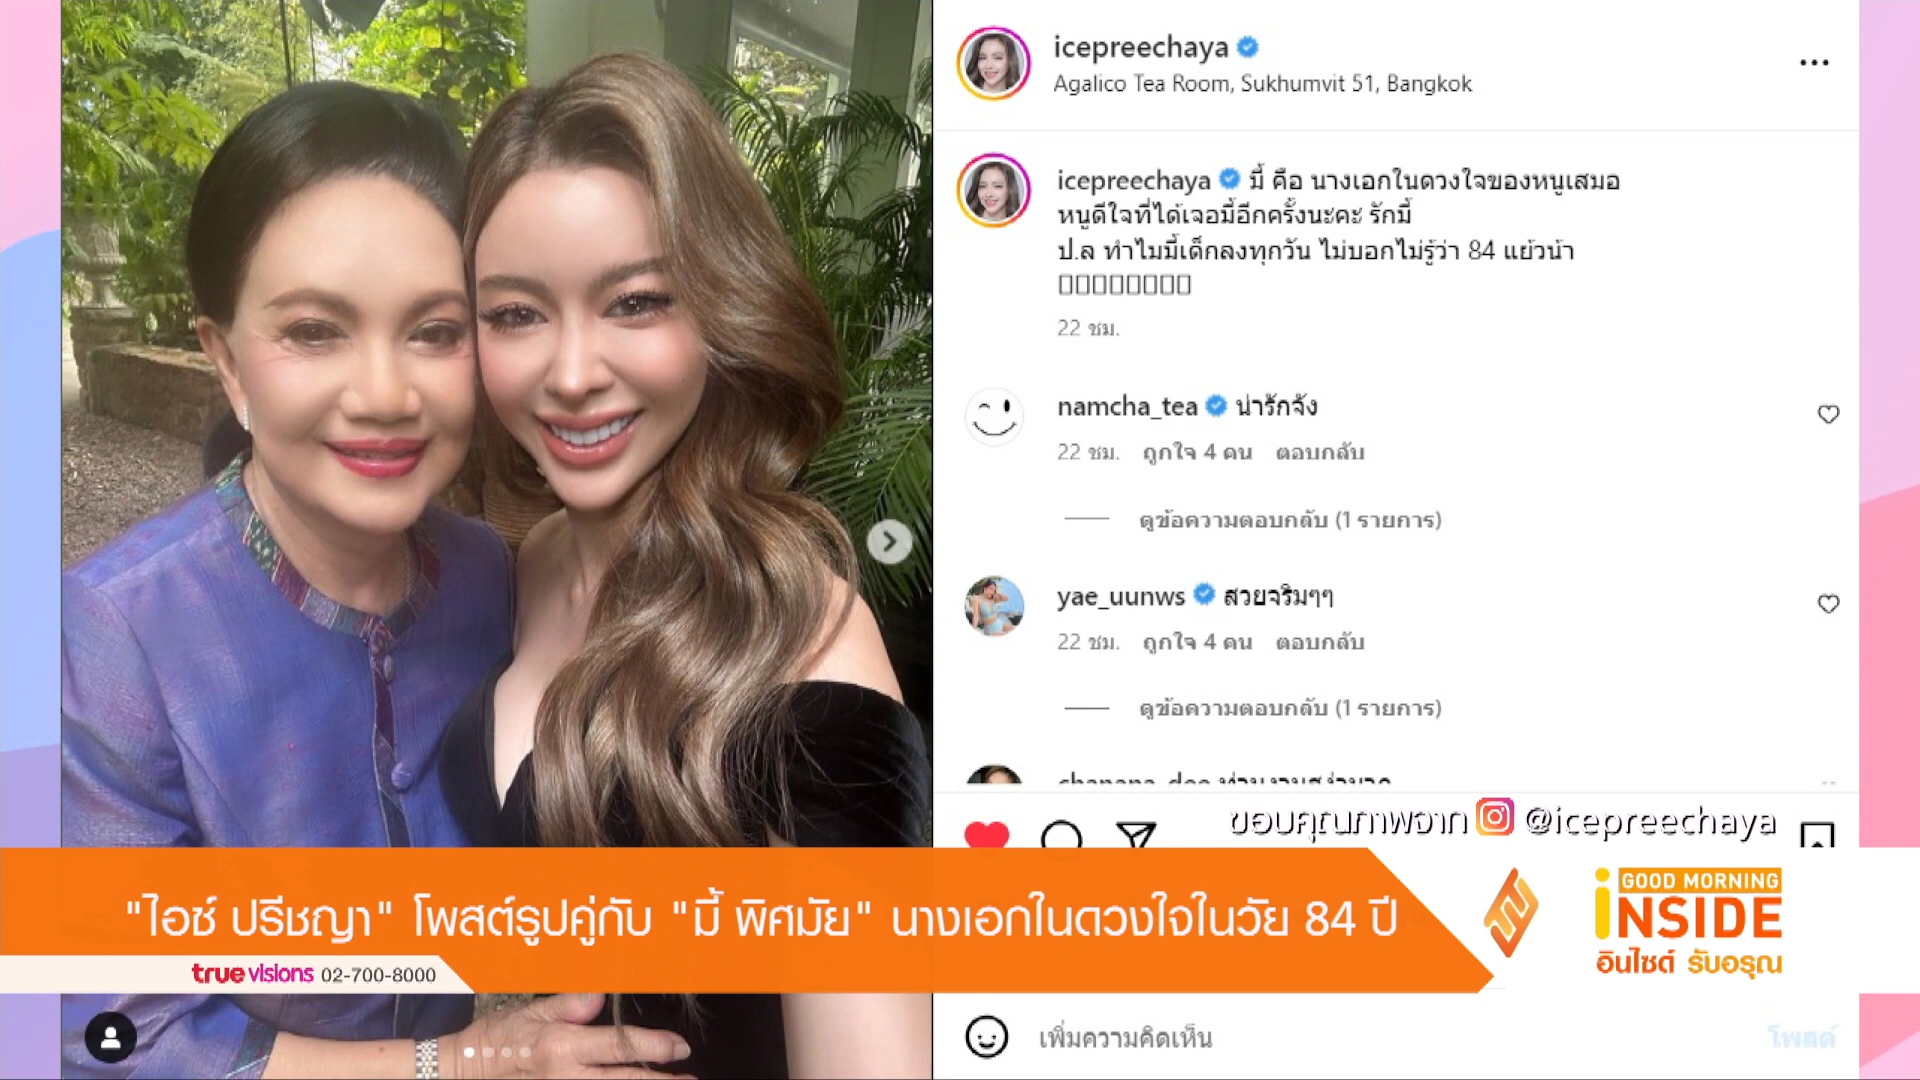 icepreechaya
Agalico Tea Room, Sukhumvit 51, Bangkok
icepreechaya มี้ คือ นางเอกในดวงใจของหนูเสมอ
หนูดีใจที่ได้เจอมี้อีกครั้งนะคะ รักมี้
ป.ล ทำไมมี้เด็กลงทุกวัน ไม่บอกไม่รู้ว่า 84 แย้วน้า
22 ชม.
namcha_tea น่ารักจัง
22 ชม. ถูกใจ 4 คน ตอบกลับ
ดูข้อความตอบกลับ (1 รายการ)
yae_uunws สวยจริมๆๆ
22 ชม. ถูกใจ 4 คน ตอบกลับ
ดูข้อความตอบกลับ (1 รายการ)
ขอบคุณภาพจาก @icepreechaya
"ไอซ์ ปรีชญา" โพสต์รูปคู่กับ "มี้ พิศมัย" นางเอกในดวงใจในวัย 84 ปี
truevisions 02-700-8000
GOOD MORNING
iNSIDE
อินไซด์ รับอรุณ
เพิ่มความคิดเห็น
โพสต์